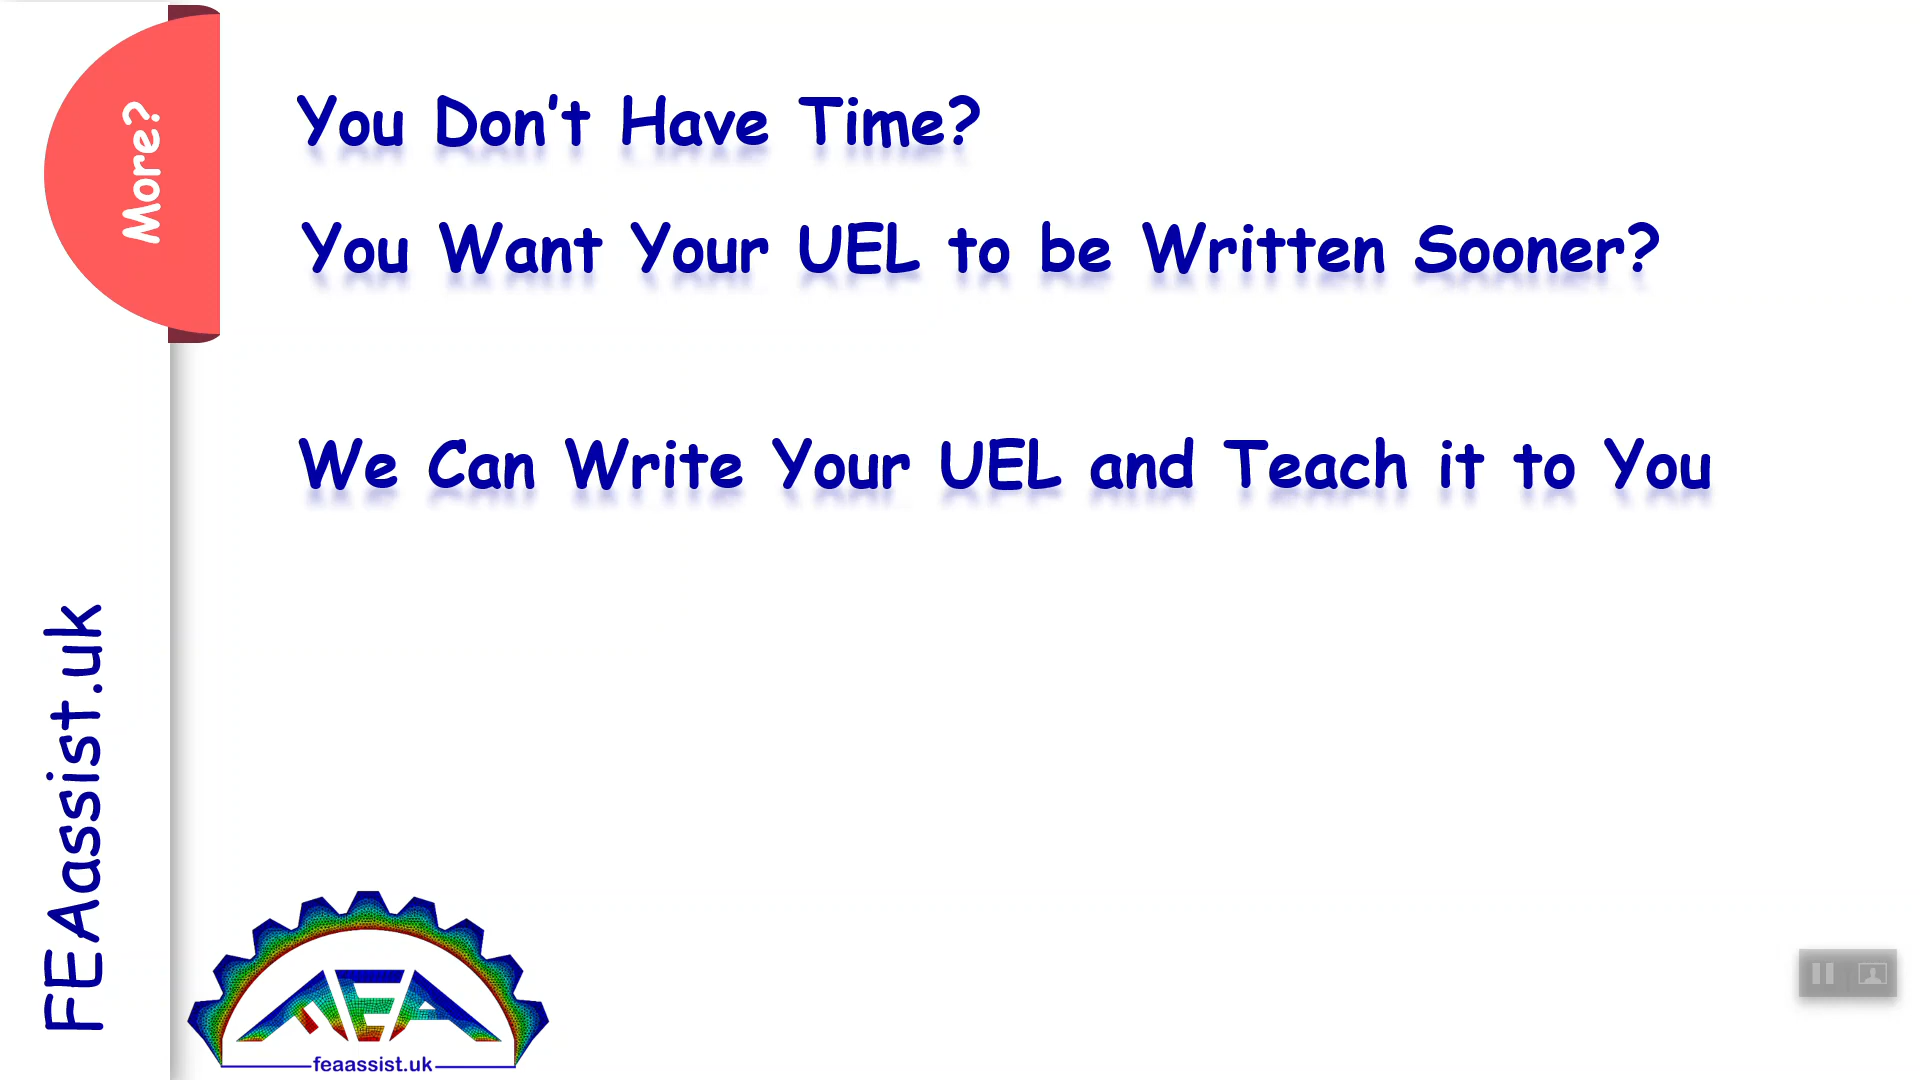 More?
You Don't Have Time?
You Want Your UEL to be Written Sooner?
We Can Write Your UEL and Teach it to You
FEAassist.uk
FEA
feaassist.uk